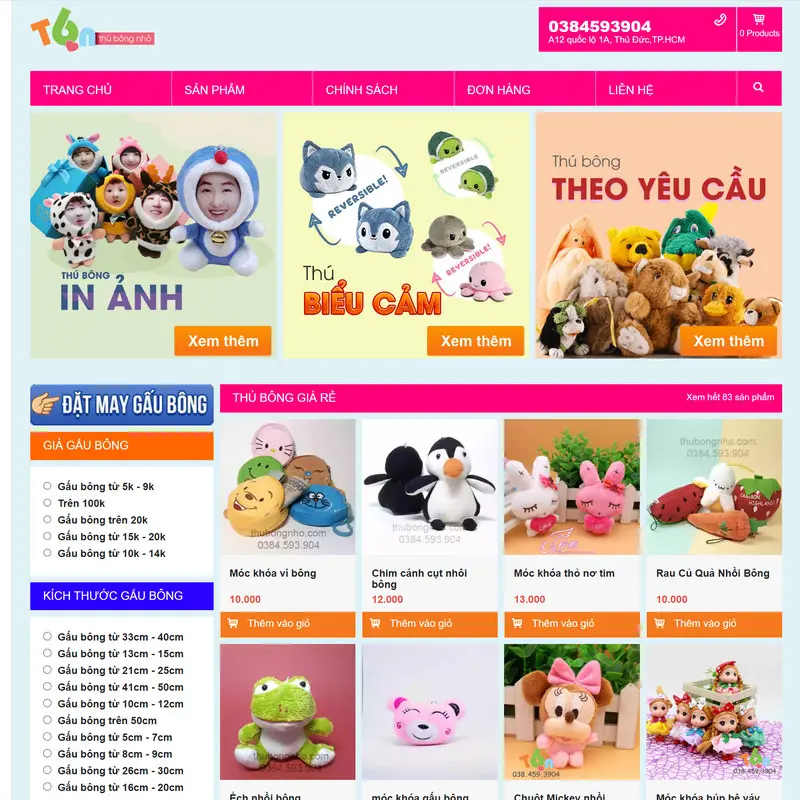 T6n
thú bông nhỏ
0384593904
A12 quốc lộ 1A, Thủ Đức,TP.HCM
0 Products
TRANG CHỦ
SẢN PHẨM
CHÍNH SÁCH
ĐƠN HÀNG
LIÊN HỆ
THÚ BÔNG
IN ẢNH
Xem thêm
REVERSIBLE!
REVERSIBLE
REVERSIBLE!
Thú
BIỂU CẢM
Xem thêm
Thú bông
THEO YÊU CẦU
Xem thêm
ĐẶT MAY GẤU BÔNG
GIÁ GẤU BÔNG
Gấu bông từ 5k - 9k
Trên 100k
Gấu bông trên 20k
Gấu bông từ 15k - 20k
Gấu bông từ 10k - 14k
KÍCH THƯỚC GẤU BÔNG
Gấu bông từ 33cm - 40cm
Gấu bông từ 13cm - 15cm
Gấu bông từ 21cm - 25cm
Gấu bông từ 41cm - 50cm
Gấu bông từ 10cm - 12cm
Gấu bông trên 50cm
Gấu bông từ 5cm - 7cm
Gấu bông từ 8cm - 9cm
Gấu bông từ 26cm - 30cm
Gấu bông từ 16cm - 20cm
THÚ BÔNG GIÁ RẺ
Xem hết 83 sản phẩm
thubongnho.com
0384.593.904
Móc khóa ví bông
10.000
Thêm vào giỏ
thubongnho.com
0384.593.904
Chim cánh cụt nhồi bông
12.000
Thêm vào giỏ
LOVE
Móc khóa thỏ nơ tim
13.000
Thêm vào giỏ
thubongnho.com
0384.593.904
Rau Củ Quả Nhồi Bông
10.000
Thêm vào giỏ
thubongnho.com
0384.593.904
Ếch nhồi bông
móc khóa gấu bông
T6n
038.459.3904
Chuột Mickey nhồi
T6n
038.459.3904
Móc khóa búp bê váy